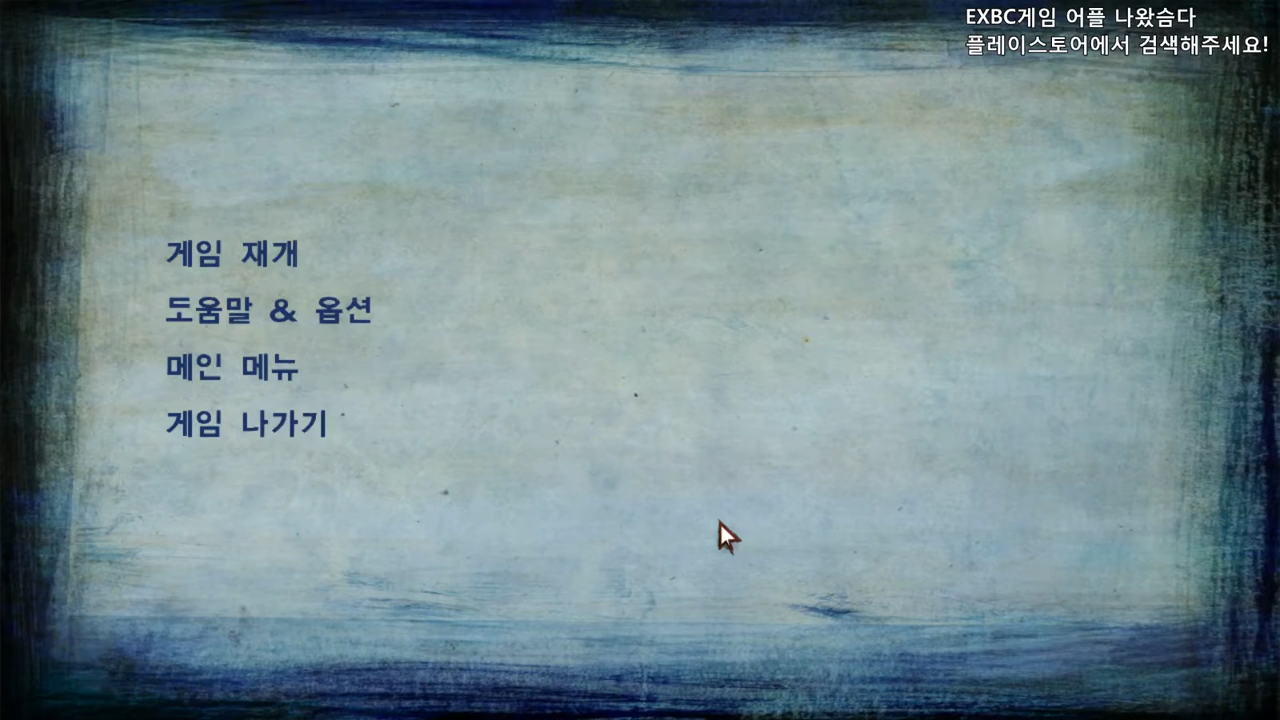 EXBC게임 어플 나왔슴다
플레이스토어에서 검색해주세요!
게임 재개
도움말 & 옵션
메인 메뉴
게임 나가기